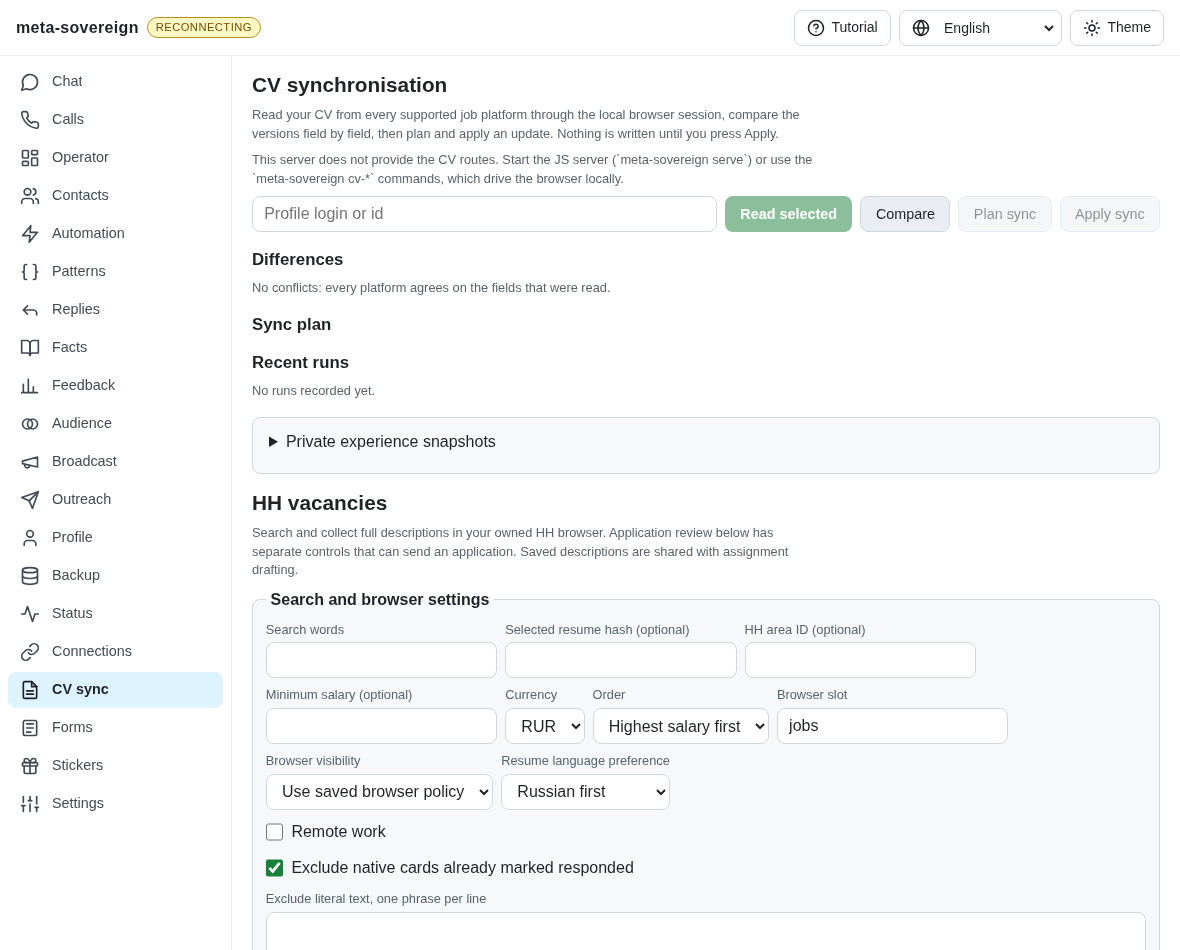 meta-sovereign RECONNECTING Tutorial English Theme
Chat
Calls
Operator
Contacts
Automation
Patterns
Replies
Facts
Feedback
Audience
Broadcast
Outreach
Profile
Backup
Status
Connections
CV sync
Forms
Stickers
Settings
CV synchronisation
Read your CV from every supported job platform through the local browser session, compare the
versions field by field, then plan and apply an update. Nothing is written until you press Apply.
This server does not provide the CV routes. Start the JS server (`meta-sovereign serve`) or use the
`meta-sovereign cv-*` commands, which drive the browser locally.
Profile login or id Read selected Compare Plan sync Apply sync
Differences
No conflicts: every platform agrees on the fields that were read.
Sync plan
Recent runs
No runs recorded yet.
Private experience snapshots
HH vacancies
Search and collect full descriptions in your owned HH browser. Application review below has
separate controls that can send an application. Saved descriptions are shared with assignment
drafting.
Search and browser settings
Search words Selected resume hash (optional) HH area ID (optional)
Minimum salary (optional) Currency Order Browser slot
RUR Highest salary first jobs
Browser visibility Resume language preference
Use saved browser policy Russian first
Remote work
Exclude native cards already marked responded
Exclude literal text, one phrase per line